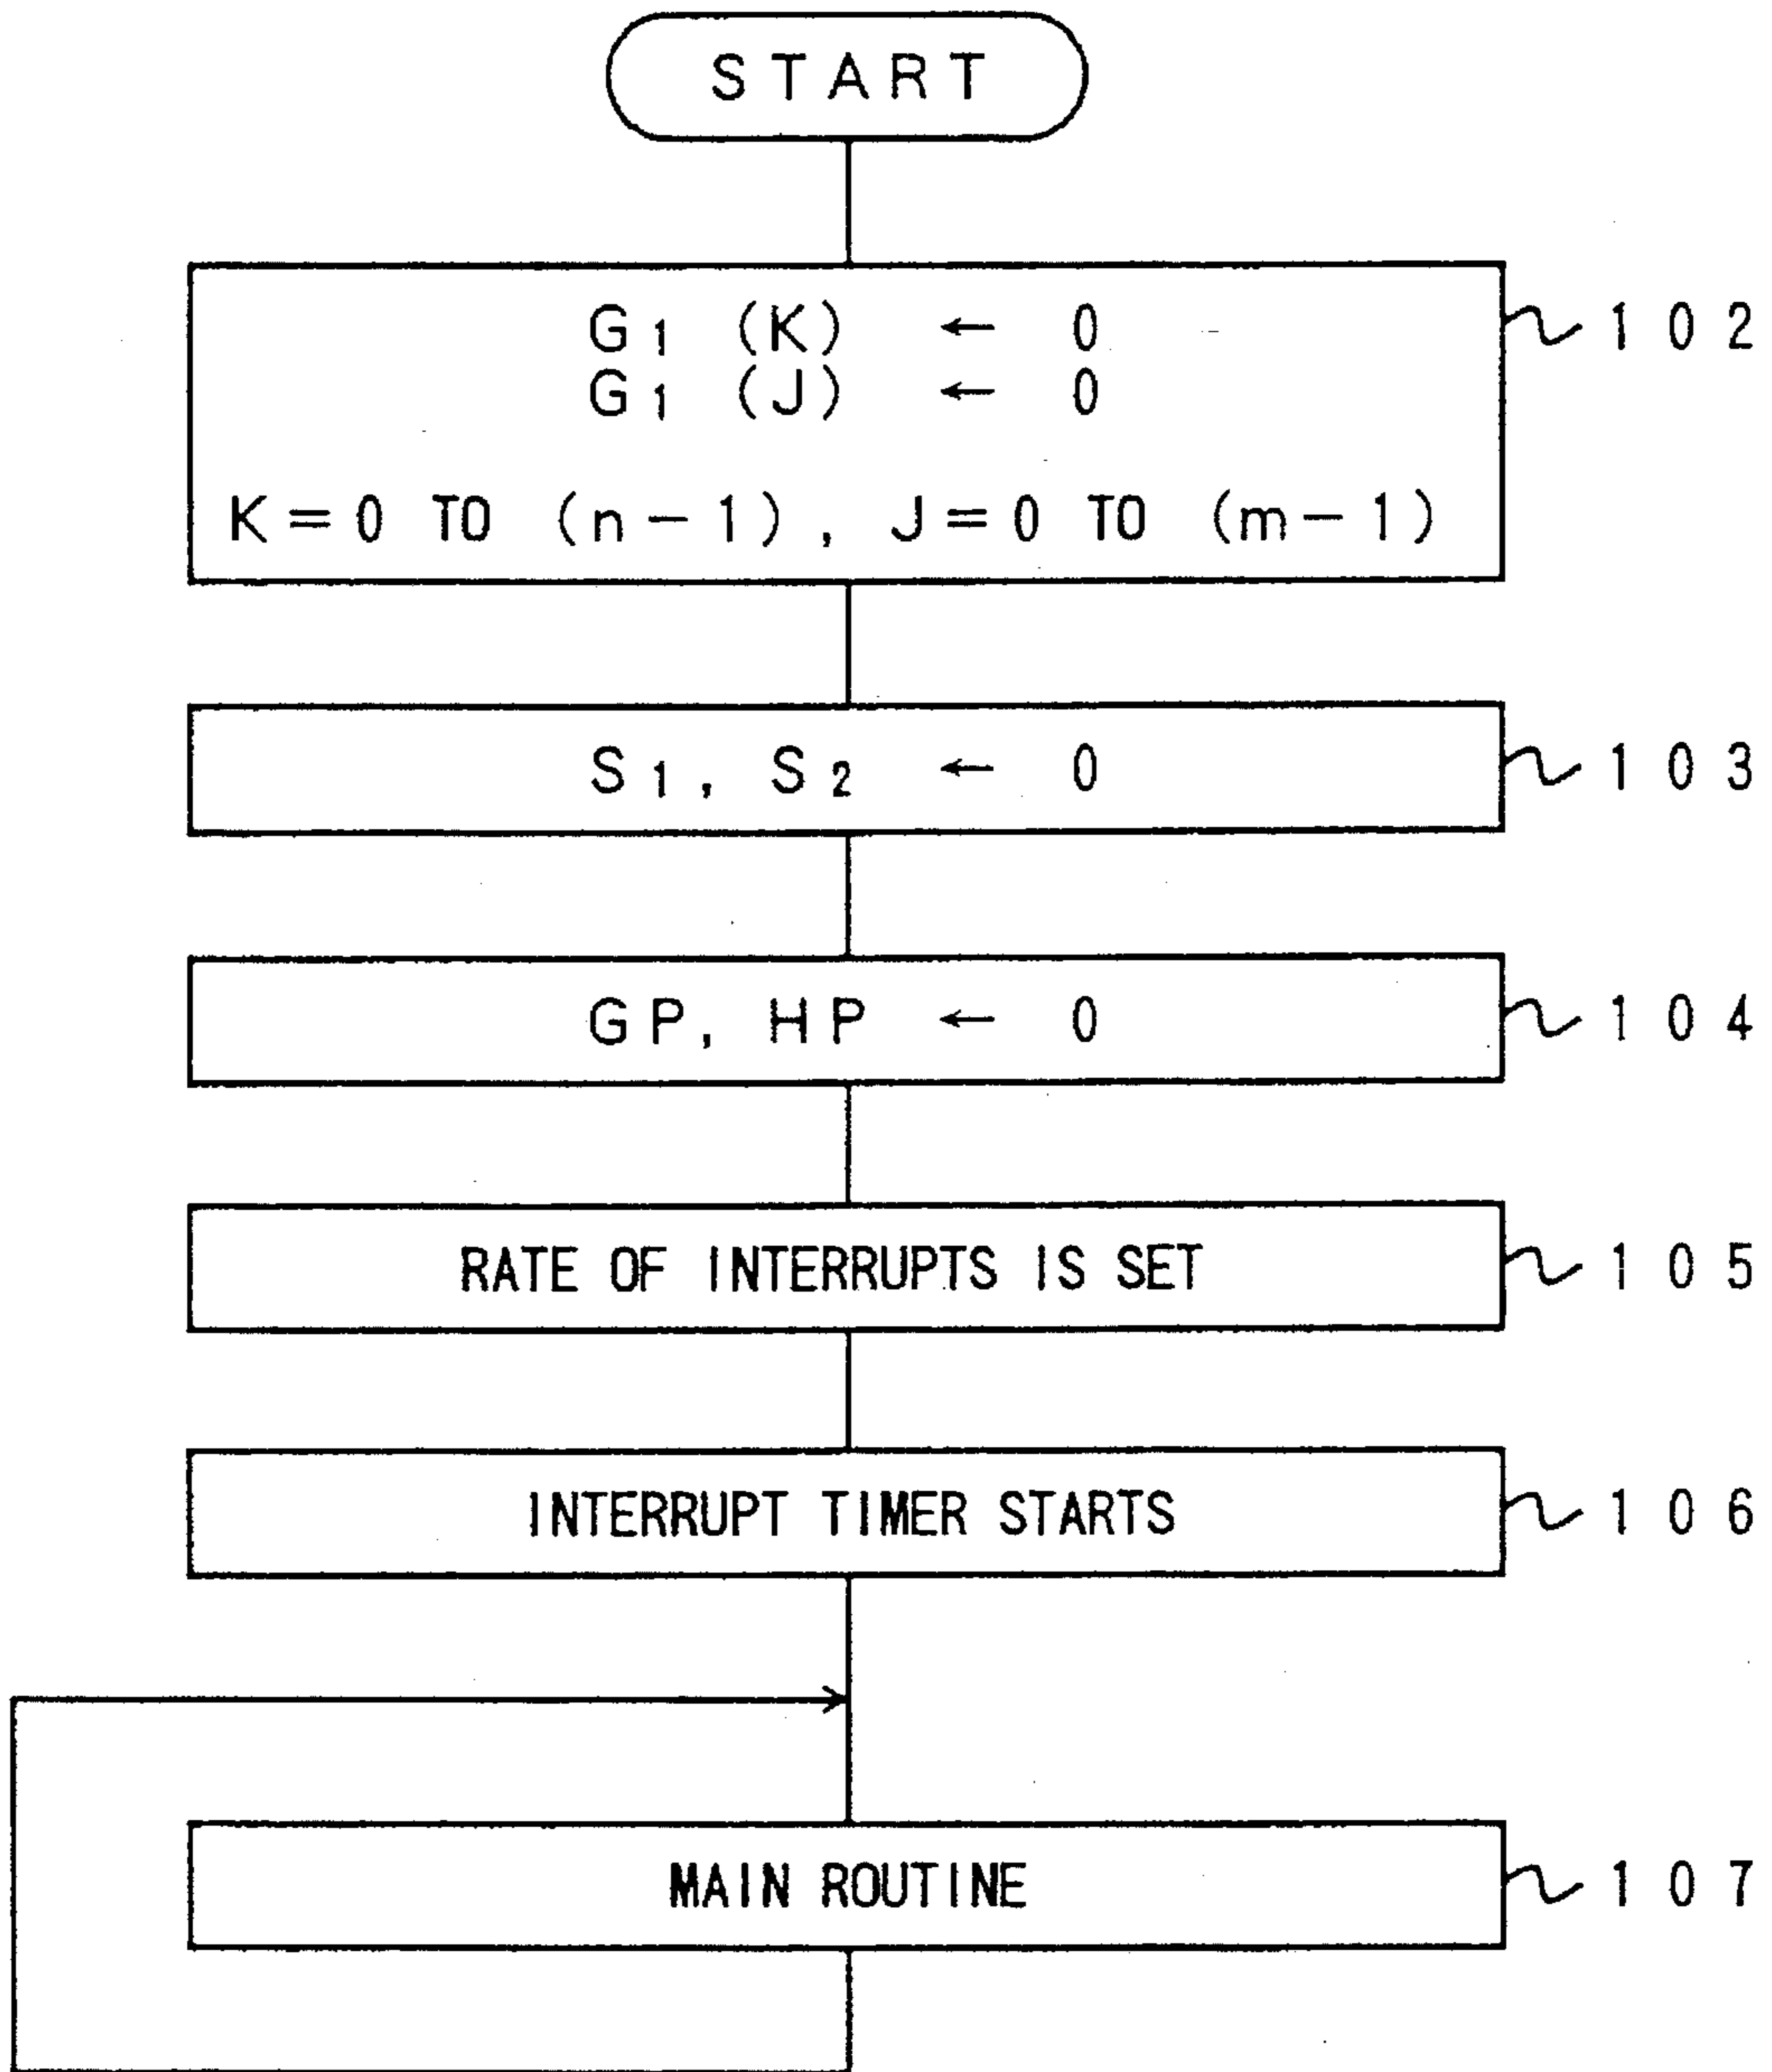 START
G₁ (K) ← 0
G₁ (J) ← 0
K=0 TO (n-1), J=0 TO (m-1)
102
S₁, S₂ ← 0
103
GP, HP ← 0
104
RATE OF INTERRUPTS IS SET
105
INTERRUPT TIMER STARTS
106
MAIN ROUTINE
107